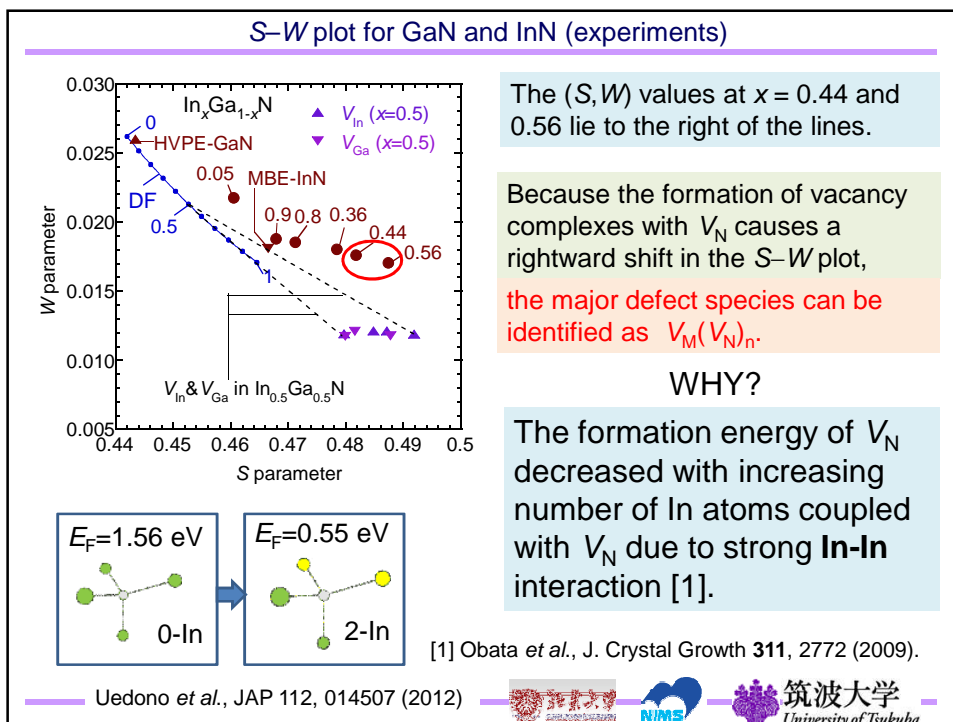 S–W plot for GaN and InN (experiments)
0.030
0.025
0.020
0.015
0.010
0.005
W parameter
0.44 0.45 0.46 0.47 0.48 0.49 0.5
S parameter
InxGa1-xN
VIn (x=0.5)
VGa (x=0.5)
0
HVPE-GaN
DF
0.5
1
0.05
MBE-InN
0.9
0.8
0.36
0.44
0.56
VIn&VGa in In0.5Ga0.5N
The (S,W) values at x = 0.44 and
0.56 lie to the right of the lines.
Because the formation of vacancy
complexes with VN causes a
rightward shift in the S–W plot,
the major defect species can be
identified as VM(VN)n.
WHY?
The formation energy of VN
decreased with increasing
number of In atoms coupled
with VN due to strong In-In
interaction [1].
EF=1.56 eV
0-In
EF=0.55 eV
2-In
[1] Obata et al., J. Crystal Growth 311, 2772 (2009).
Uedono et al., JAP 112, 014507 (2012)
NIMS
筑波大学
University of Tsukuba